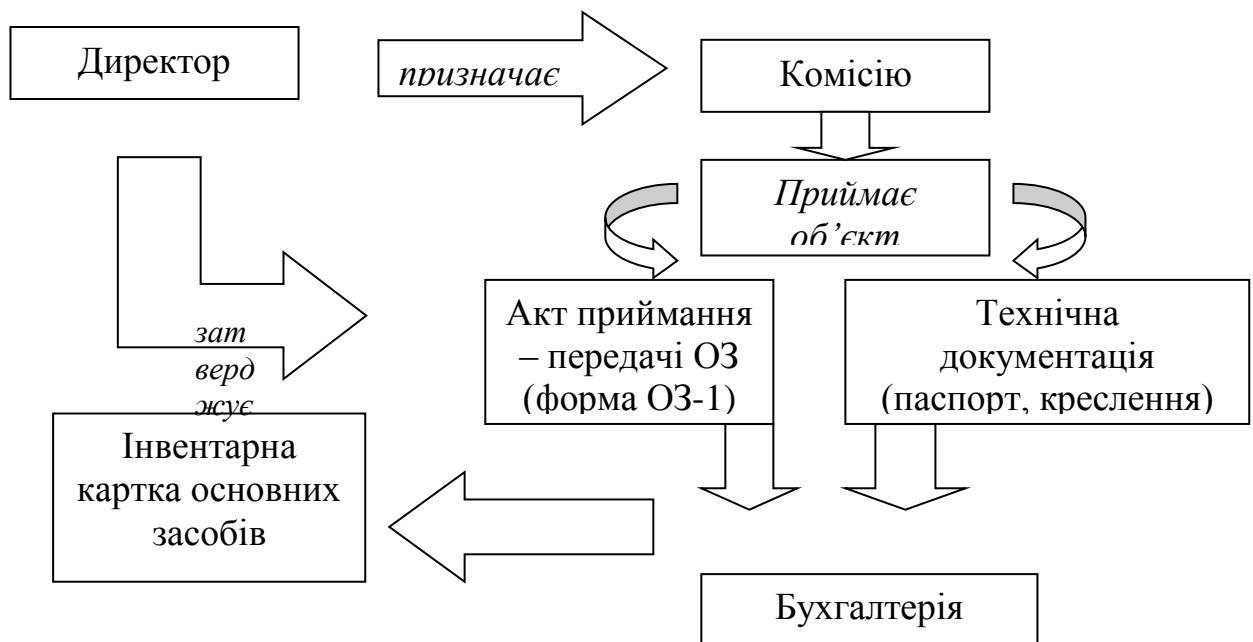 Директор
призначає
Комісію
Приймає
об’єкт
Акт приймання
– передачі ОЗ
(форма ОЗ-1)
Технічна
документація
(паспорт, креслення)
зат
верд
жує
Інвентарна
картка основних
засобів
Бухгалтерія